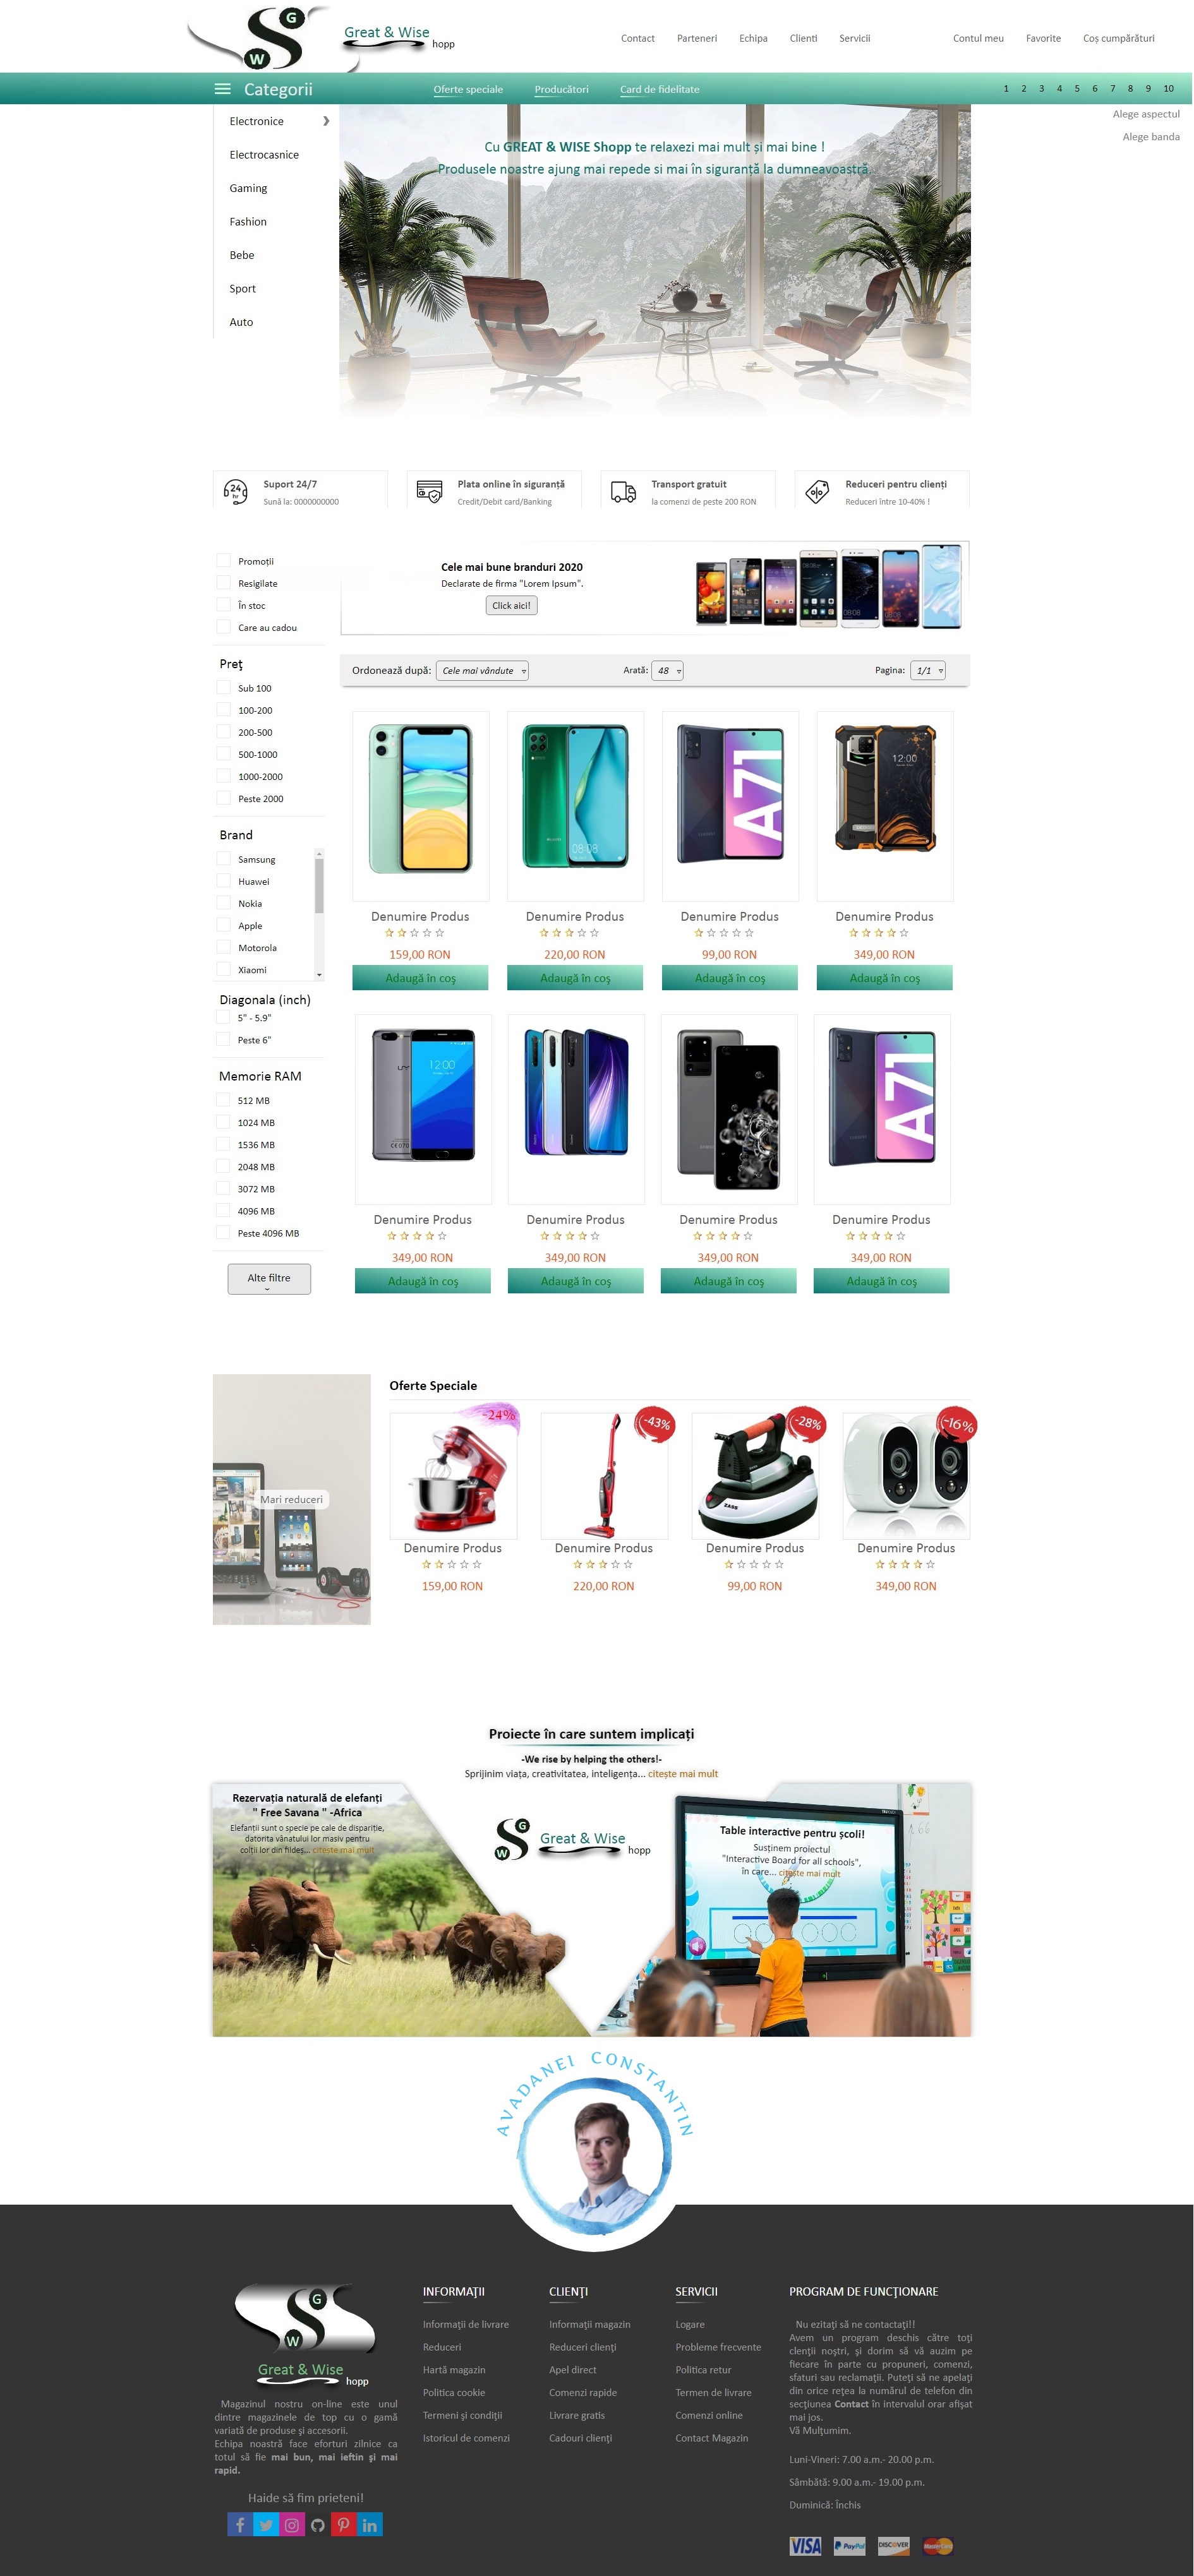 G
S
W
Great & Wise
hopp
Contact Parteneri Echipa Clienti Servicii Contul meu Favorite Coș cumpărături
Categorii Oferte speciale Producători Card de fidelitate 1 2 3 4 5 6 7 8 9 10
Alege aspectul
Alege banda
Electronice
Electrocasnice
Gaming
Fashion
Bebe
Sport
Auto
Cu GREAT & WISE Shopp te relaxezi mai mult și mai bine !
Produsele noastre ajung mai repede si mai în siguranță la dumneavoastră.
24
hr
Suport 24/7
Sună la: 0000000000
Plata online în siguranță
Credit/Debit card/Banking
Transport gratuit
la comenzi de peste 200 RON
Reduceri pentru clienți
Reduceri între 10-40% !
Promoții
Resigilate
În stoc
Care au cadou
Preț
Sub 100
100-200
200-500
500-1000
1000-2000
Peste 2000
Brand
Samsung
Huawei
Nokia
Apple
Motorola
Xiaomi
Diagonala (inch)
5" - 5.9"
Peste 6"
Memorie RAM
512 MB
1024 MB
1536 MB
2048 MB
3072 MB
4096 MB
Peste 4096 MB
Alte filtre
Cele mai bune branduri 2020
Declarate de firma "Lorem Ipsum".
Click aici!
Ordonează după: Cele mai vândute Arată: 48 Pagina: 1/1
08:08
A71
12:00
Denumire Produs Denumire Produs Denumire Produs Denumire Produs
159,00 RON 220,00 RON 99,00 RON 349,00 RON
Adaugă în coș Adaugă în coș Adaugă în coș Adaugă în coș
12:00
A71
Denumire Produs Denumire Produs Denumire Produs Denumire Produs
349,00 RON 349,00 RON 349,00 RON 349,00 RON
Adaugă în coș Adaugă în coș Adaugă în coș Adaugă în coș
Mari reduceri
Oferte Speciale
-24% -43% -28% -16%
ZASS
Denumire Produs Denumire Produs Denumire Produs Denumire Produs
159,00 RON 220,00 RON 99,00 RON 349,00 RON
Proiecte în care suntem implicați
-We rise by helping the others!-
Sprijinim viața, creativitatea, inteligența... citește mai mult
Rezervația naturală de elefanți
" Free Savana " -Africa
Elefanții sunt o specie pe cale de dispariție,
datorita vânatului lor masiv pentru
colții lor din fildeș... citește mai mult
G
S
W
Great & Wise
hopp
Table interactive pentru școli!
Susținem proiectul
"Interactive Board for all schools",
în care... citește mai mult
AVADANEI CONSTANTIN
G
S
W
Great & Wise
hopp
Magazinul nostru on-line este unul
dintre magazinele de top cu o gamă
variată de produse și accesorii.
Echipa noastră face eforturi zilnice ca
totul să fie mai bun, mai ieftin și mai
rapid.
Haide să fim prieteni!
INFORMAȚII
Informații de livrare
Reduceri
Hartă magazin
Politica cookie
Termeni și condiții
Istoricul de comenzi
CLIENȚI
Informații magazin
Reduceri clienți
Apel direct
Comenzi rapide
Livrare gratis
Cadouri clienți
SERVICII
Logare
Probleme frecvente
Politica retur
Termen de livrare
Comenzi online
Contact Magazin
PROGRAM DE FUNCȚIONARE
Nu ezitați să ne contactați!!
Avem un program deschis către toți
clienții noștri, și dorim să vă auzim pe
fiecare în parte cu propuneri, comenzi,
sfaturi sau reclamații. Puteți să ne apelați
din orice rețea la numărul de telefon din
secțiunea Contact în intervalul orar afișat
mai jos.
Vă Mulțumim.
Luni-Vineri: 7.00 a.m.- 20.00 p.m.
Sâmbătă: 9.00 a.m.- 19.00 p.m.
Duminică: Închis
VISA PayPal DISCOVER MasterCard